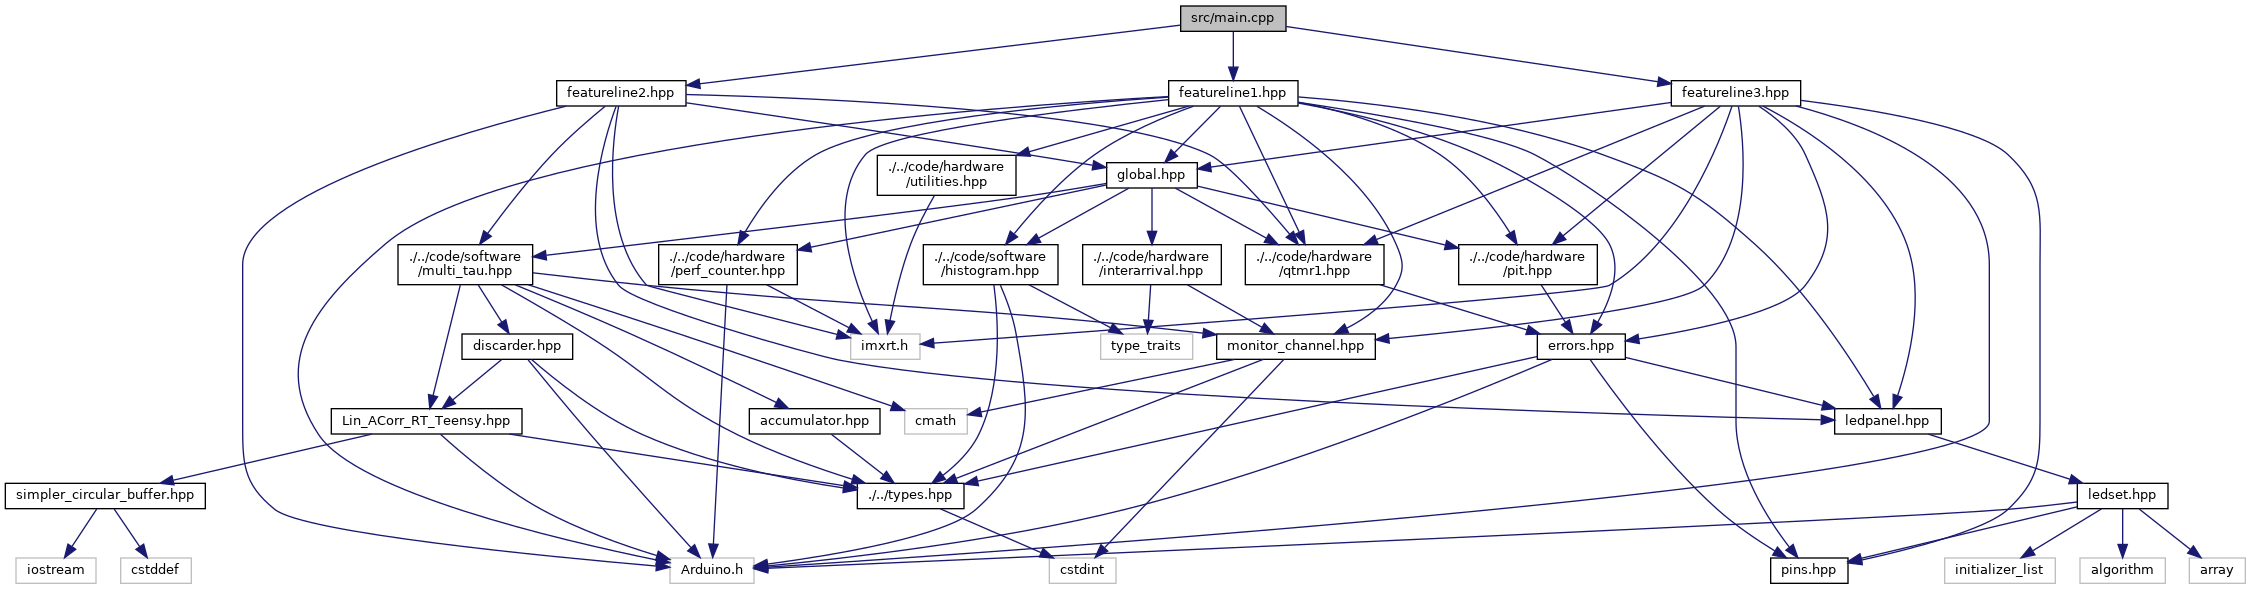 src/main.cpp
featureline2.hpp
featureline1.hpp
featureline3.hpp
./../code/hardware
/utilities.hpp
global.hpp
./../code/software
/multi_tau.hpp
./../code/hardware
/perf_counter.hpp
./../code/software
/histogram.hpp
./../code/hardware
/interarrival.hpp
./../code/hardware
/qtmr1.hpp
./../code/hardware
/pit.hpp
discarder.hpp
imxrt.h
type_traits
monitor_channel.hpp
errors.hpp
Lin_ACorr_RT_Teensy.hpp
accumulator.hpp
cmath
ledpanel.hpp
simpler_circular_buffer.hpp
./../types.hpp
ledset.hpp
iostream
cstddef
Arduino.h
cstdint
pins.hpp
initializer_list
algorithm
array